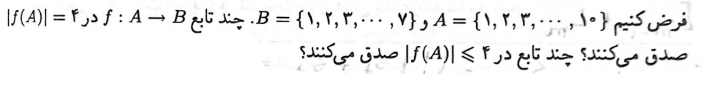 فرض کنیم A = {۱, ۲, ۳, ⋯, ۱۰} و B = {۱, ۲, ۳, ⋯, ۷}. چند تابع f : A → B در |f(A)| = ۴
صدق می‌کنند؟ چند تابع در |f(A)| ⩽ ۴ صدق می‌کنند؟